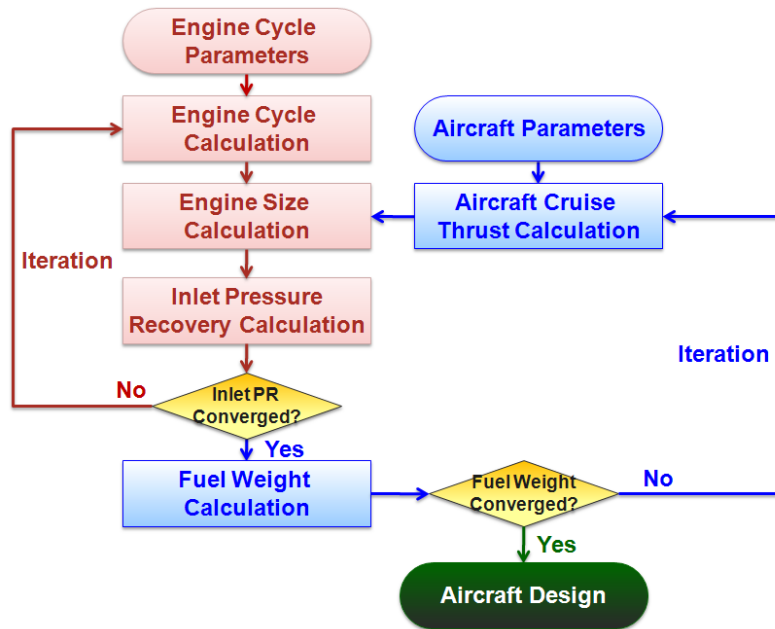 Engine Cycle
Parameters
Engine Cycle
Calculation
Aircraft Parameters
Engine Size
Calculation
Aircraft Cruise
Thrust Calculation
Iteration
Inlet Pressure
Recovery Calculation
Iteration
No
Inlet PR
Converged?
Yes
Fuel Weight
Calculation
Fuel Weight
Converged?
No
Yes
Aircraft Design